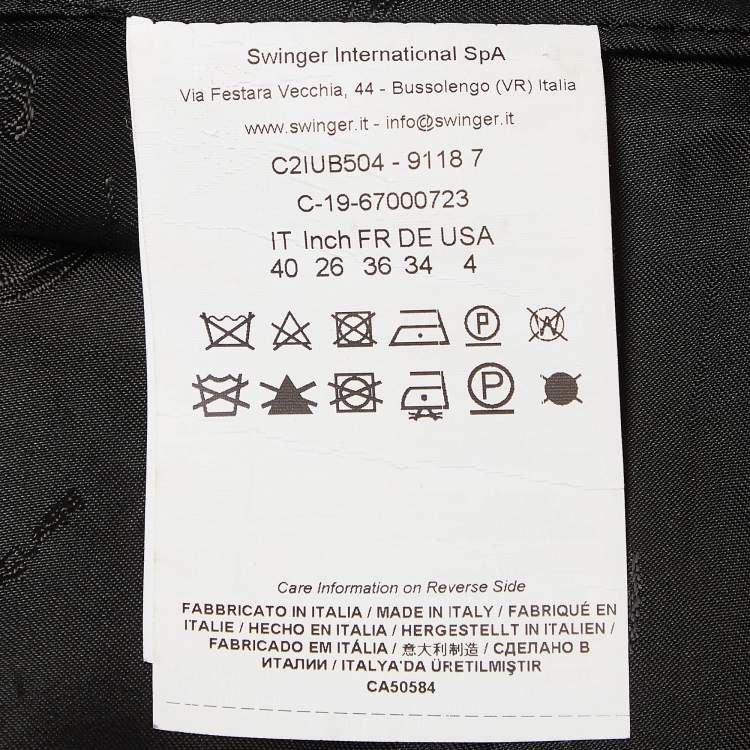 Swinger International SpA
Via Festara Vecchia, 44 - Bussolengo (VR) Italia
www.swinger.it - info@swinger.it
C2IUB504 - 9118 7
C-19-67000723
IT Inch FR DE USA
40 26 36 34 4
P W
P
Care Information on Reverse Side
FABBRICATO IN ITALIA / MADE IN ITALY / FABRIQUÉ EN
ITALIE / HECHO EN ITALIA / HERGESTELLT IN ITALIEN /
FABRICADO EM ITÁLIA / 意大利制造 / СДЕЛАНО В
ИТАЛИИ / ITALYA'DA ÜRETILMIŞTIR
CA50584